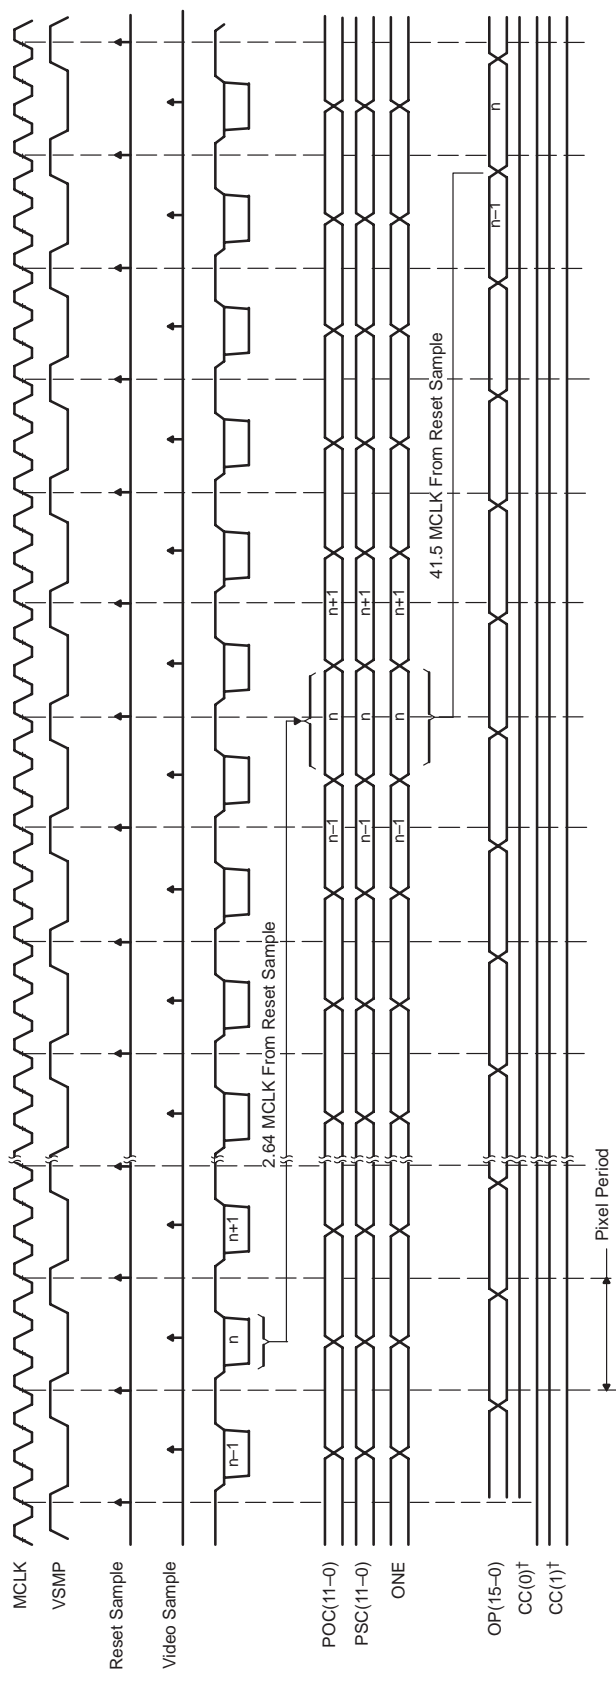 MCLK
VSMP
Reset Sample
Video Sample
n–1
n
n+1
2.64 MCLK From Reset Sample
POC(11–0)
n–1
n
n+1
PSC(11–0)
n–1
n
n+1
ONE
n–1
n
n+1
41.5 MCLK From Reset Sample
OP(15–0)
n–1
n
CC(0)†
CC(1)†
Pixel Period